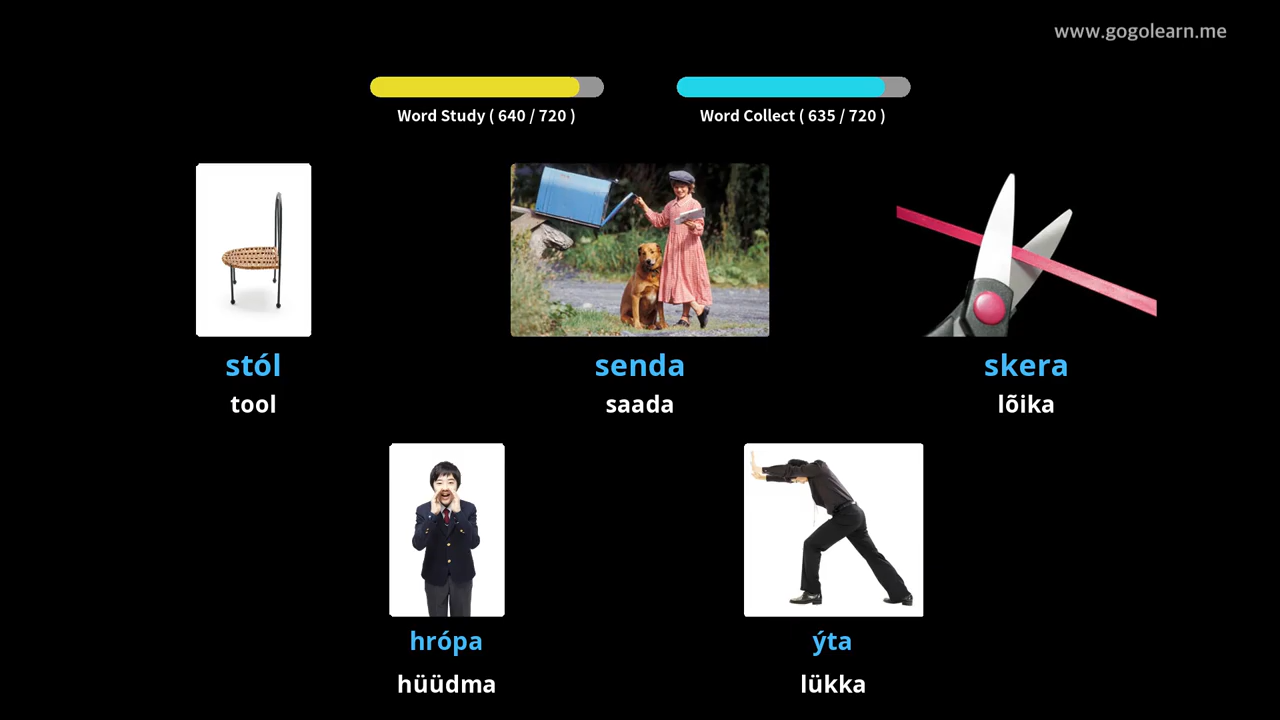 www.gogolearn.me
Word Study ( 640 / 720 )
Word Collect ( 635 / 720 )
stól
senda
skera
tool
saada
lõika
hrópa
ýta
hüüdma
lükka